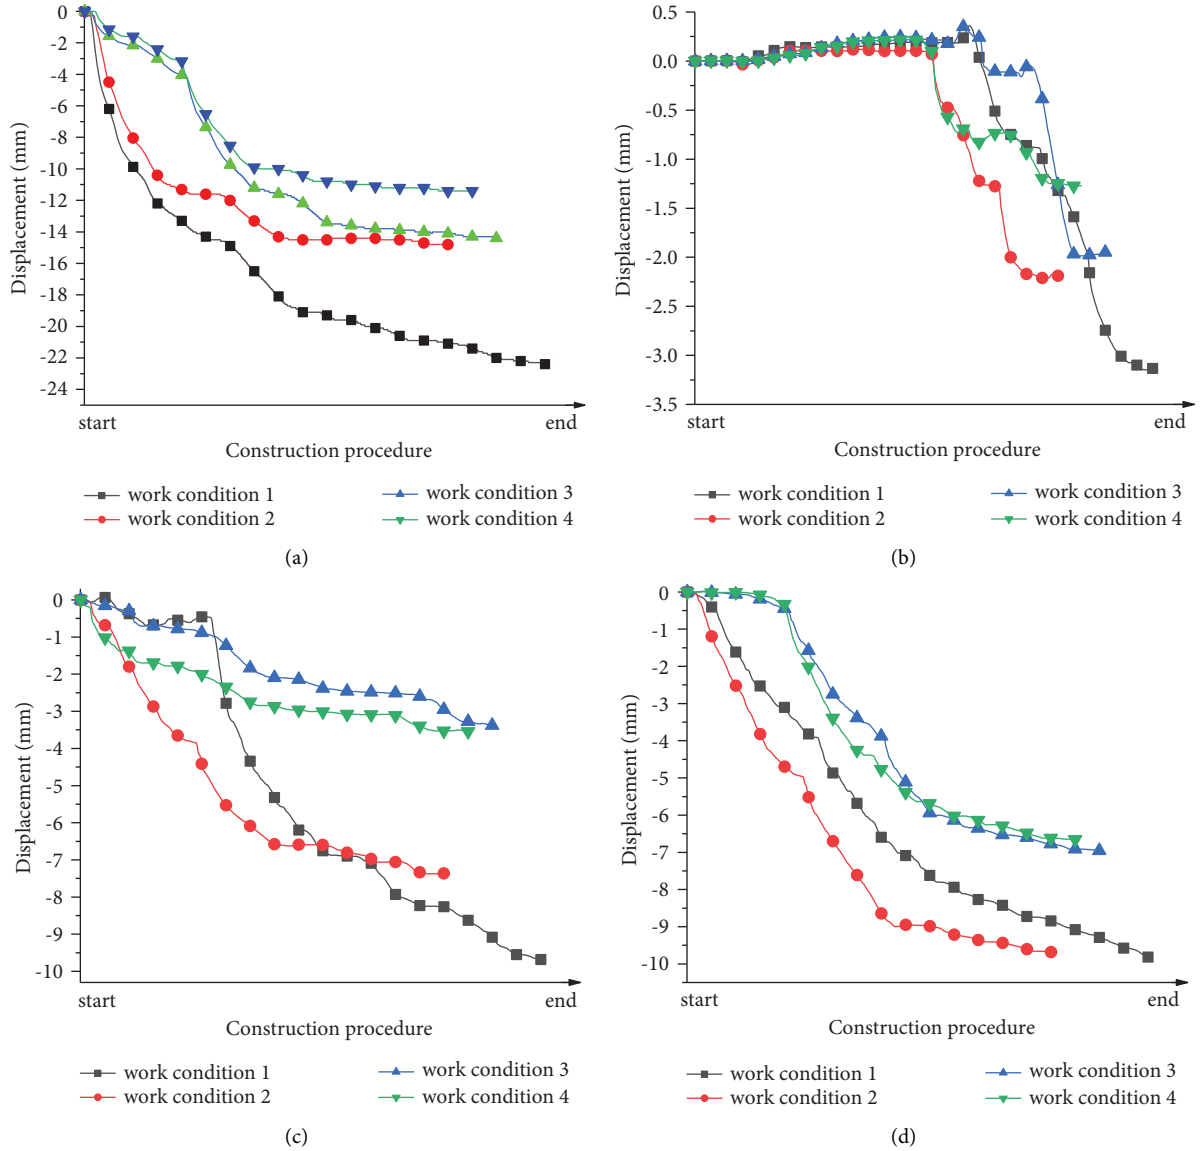 0
-2
-4
-6
-8
-10
-12
-14
-16
-18
-20
-22
-24
Displacement (mm)
start
end
Construction procedure
work condition 1
work condition 3
work condition 2
work condition 4
(a)
0.5
0.0
-0.5
-1.0
-1.5
-2.0
-2.5
-3.0
-3.5
Displacement (mm)
start
end
Construction procedure
work condition 1
work condition 3
work condition 2
work condition 4
(b)
0
-1
-2
-3
-4
-5
-6
-7
-8
-9
-10
Displacement (mm)
start
end
Construction procedure
work condition 1
work condition 3
work condition 2
work condition 4
(c)
0
-1
-2
-3
-4
-5
-6
-7
-8
-9
-10
Displacement (mm)
start
end
Construction procedure
work condition 1
work condition 3
work condition 2
work condition 4
(d)